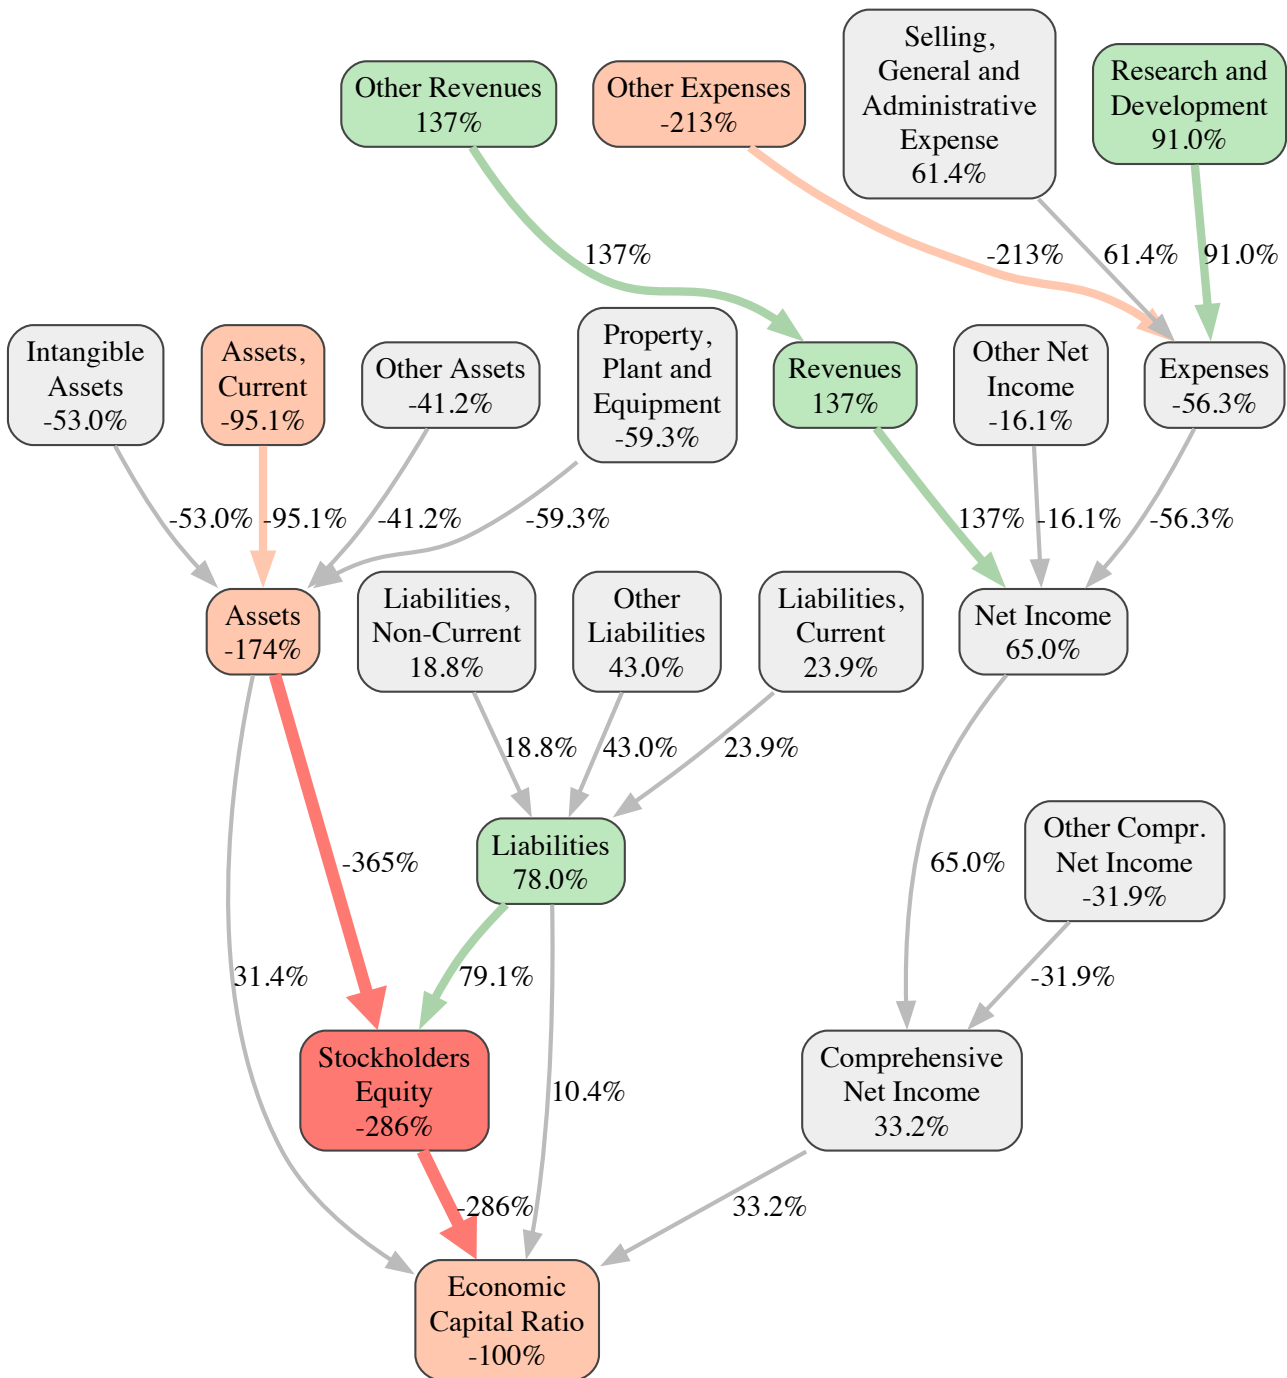 Other Revenues
137%
Other Expenses
-213%
Selling,
General and
Administrative
Expense
61.4%
Research and
Development
91.0%
137%
-213%
61.4%
91.0%
Intangible
Assets
-53.0%
Assets,
Current
-95.1%
Other Assets
-41.2%
Property,
Plant and
Equipment
-59.3%
Revenues
137%
Other Net
Income
-16.1%
Expenses
-56.3%
-53.0%
-95.1%
-41.2%
-59.3%
137%
-16.1%
-56.3%
Assets
-174%
Liabilities,
Non-Current
18.8%
Other
Liabilities
43.0%
Liabilities,
Current
23.9%
Net Income
65.0%
18.8%
43.0%
23.9%
Liabilities
78.0%
-365%
65.0%
Other Compr.
Net Income
-31.9%
31.4%
79.1%
-31.9%
Stockholders
Equity
-286%
10.4%
Comprehensive
Net Income
33.2%
-286%
33.2%
Economic
Capital Ratio
-100%